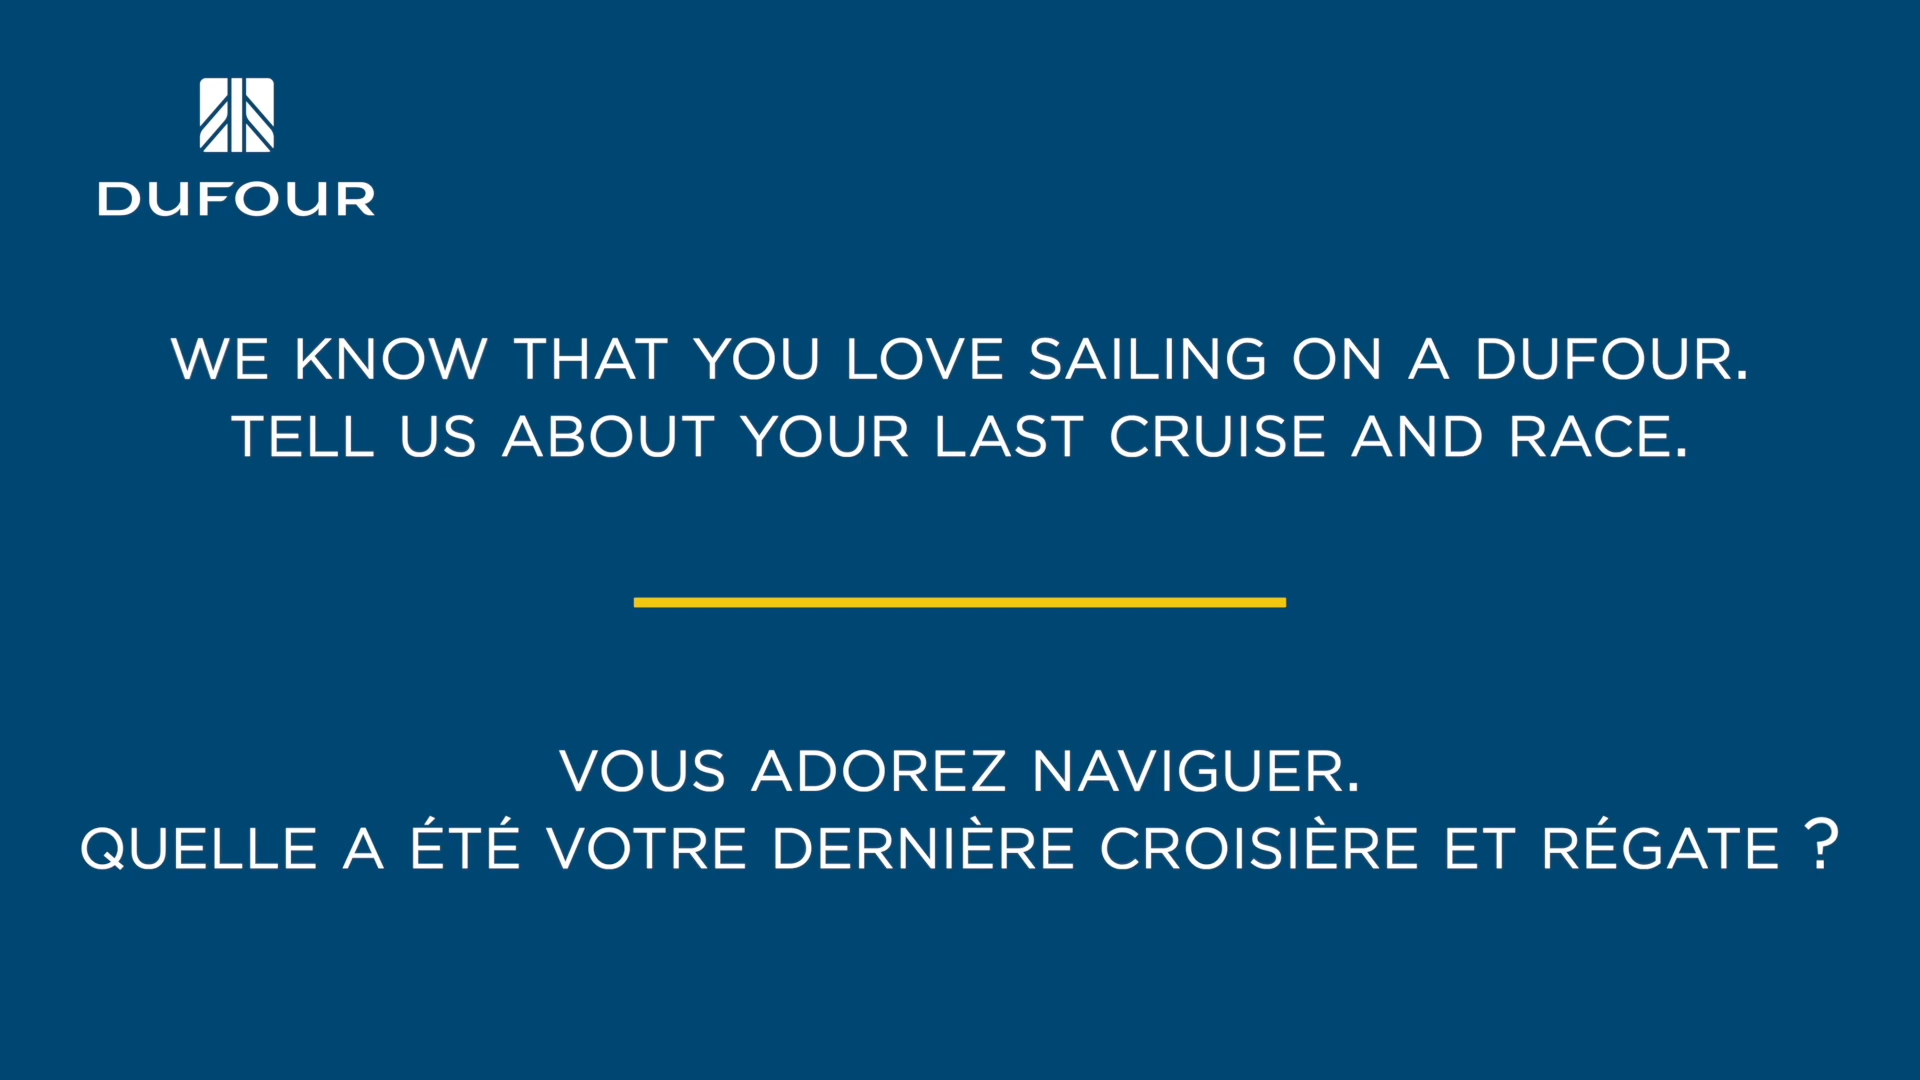 DUFOUR
WE KNOW THAT YOU LOVE SAILING ON A DUFOUR.
TELL US ABOUT YOUR LAST CRUISE AND RACE.
VOUS ADOREZ NAVIGUER.
QUELLE A ÉTÉ VOTRE DERNIÈRE CROISIÈRE ET RÉGATE ?